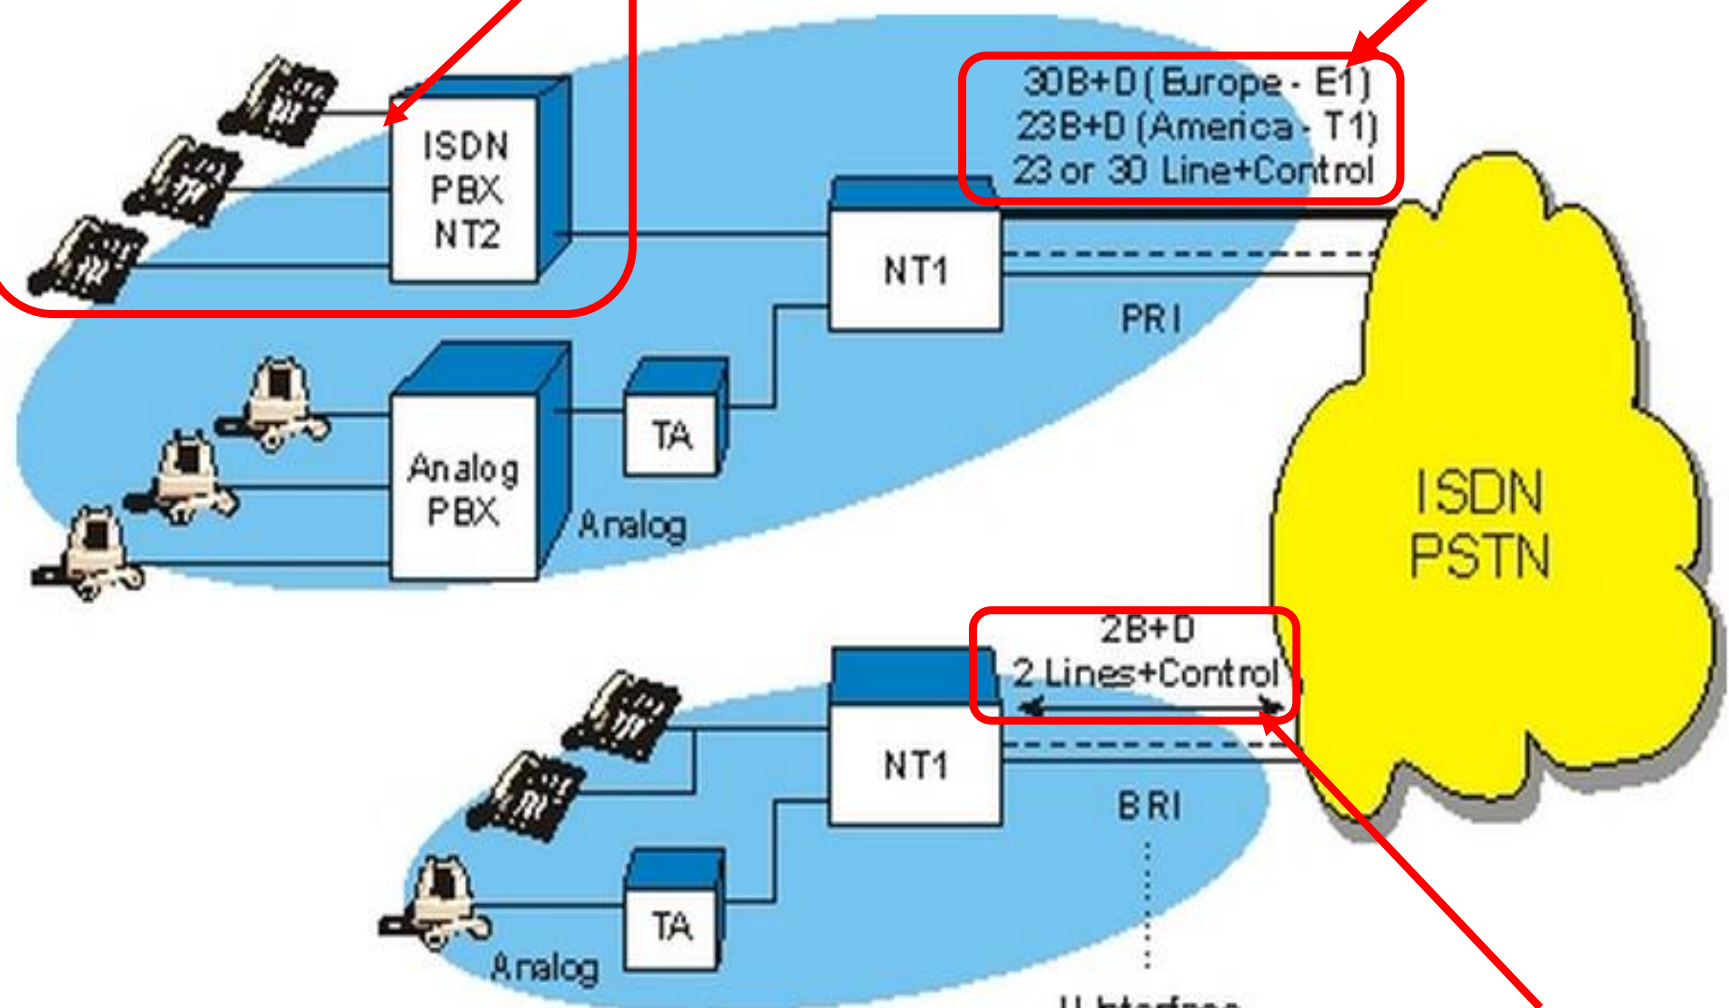 30B+D (Europe - E1)
23B+D (America - T1)
23 or 30 Line+Control
ISDN
PBX
NT2
NT1
PRI
Analog
PBX
TA
Analog
ISDN
PSTN
2B+D
2 Lines+Control
NT1
BRI
TA
Analog